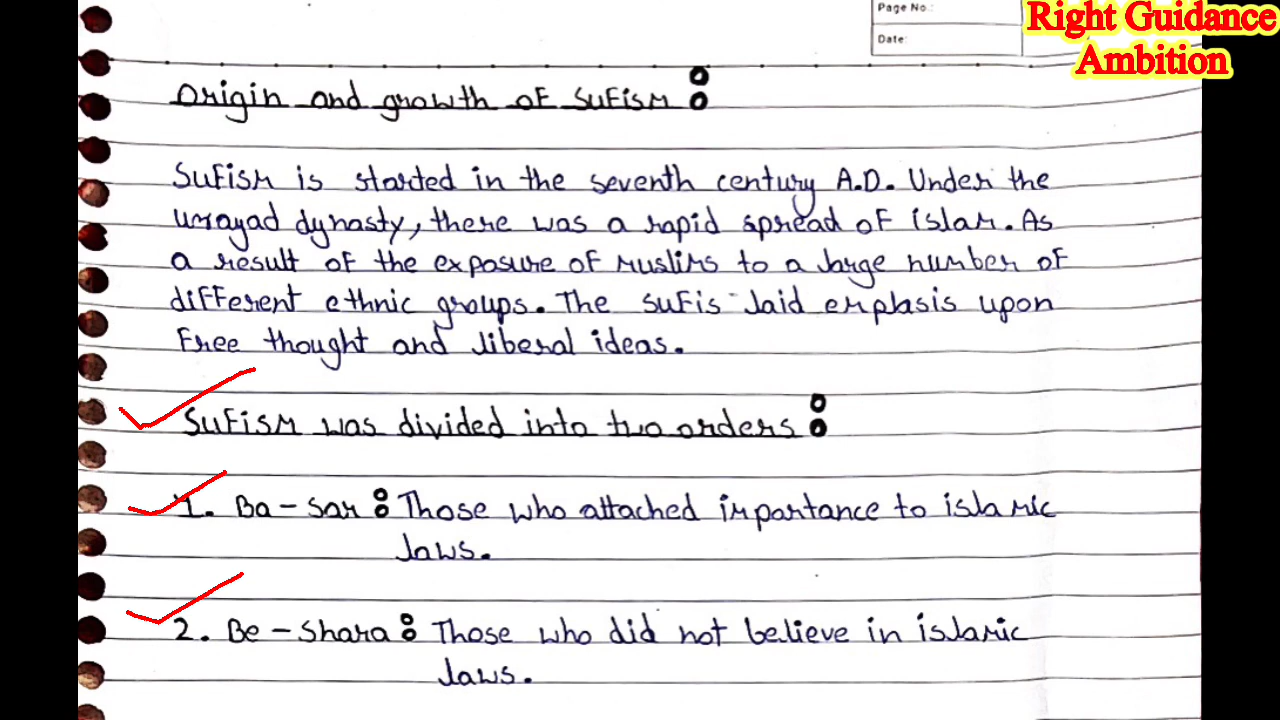 Page No.:
Date:
Right Guidance
Ambition
Origin and growth of Sufism :
Sufism is started in the seventh century A.D. Under the
umayad dynasty, there was a rapid spread of islam. As
a result of the exposure of muslims to a large number of
different ethnic groups. The sufis laid emphasis upon
free thought and liberal ideas.
Sufism was divided into two orders :
1. Ba-sar : Those who attached importance to islamic
laws.
2. Be-Shara : Those who did not believe in islamic
laws.